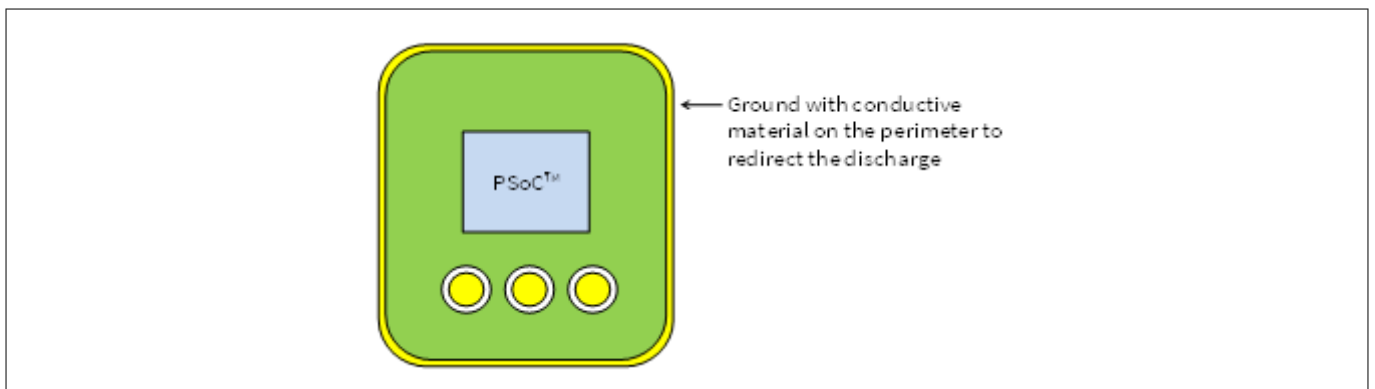 Ground with conductive
material on the perimeter to
redirect the discharge
PSoC™